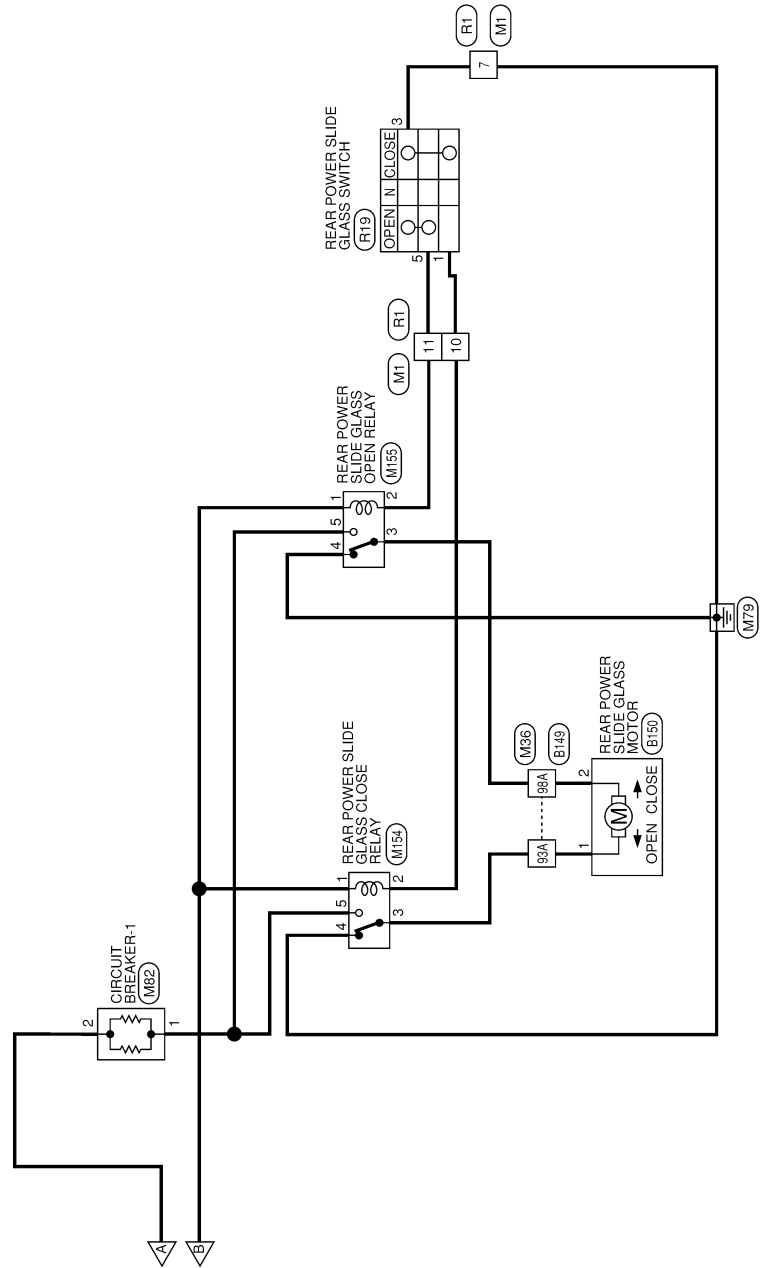 A
B
2
CIRCUIT
BREAKER-1
M82
1
REAR POWER SLIDE
GLASS CLOSE
RELAY
M154
4
5
1
3
2
REAR POWER
SLIDE GLASS
OPEN RELAY
M155
4
5
1
3
2
M1
R1
11
10
REAR POWER SLIDE
GLASS SWITCH
R19
5
1
OPEN
N
CLOSE
3
R1
M1
7
M36
B149
93A
98A
REAR POWER
SLIDE GLASS
MOTOR
B150
1
2
M
OPEN
CLOSE
M79